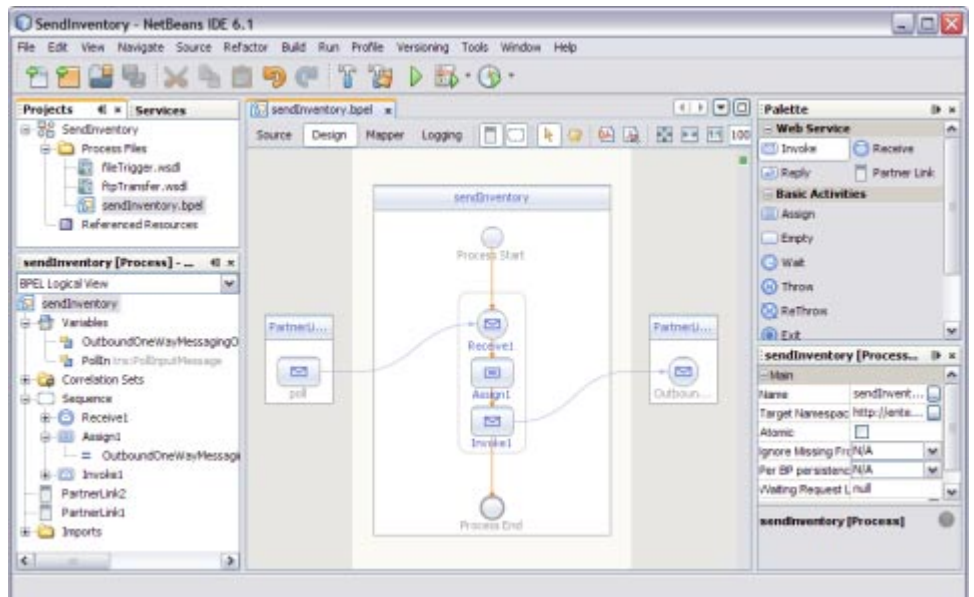 SendInventory - NetBeans IDE 6.1
File Edit View Navigate Source Refactor Build Run Profile Versioning Tools Window Help
Projects
Services
SendInventory
Process Files
fileTrigger.wsdl
ftpTransfer.wsdl
sendInventory.bpel
Referenced Resources
sendInventory [Process] - ...
BPEL Logical View
sendInventory
Variables
OutboundOneWayMessagingO
PollIn tns:PollInputMessage
Correlation Sets
Sequence
Receive1
Assign1
OutboundOneWayMessagi
Invoke1
PartnerLink2
PartnerLink1
Imports
sendInventory.bpel
Source Design Mapper Logging 100
sendInventory
Process Start
PartnerLi...
poll
Receive1
Assign1
Invoke1
PartnerLi...
Outboun...
Process End
Palette
Web Service
Invoke Receive
Reply Partner Link
Basic Activities
Assign
Empty
Wait
Throw
ReThrow
Exit
sendInventory [Process...
Main
Name sendInvent...
Target Namespac http://ente...
Atomic
Ignore Missing Fro N/A
Per BP persistenc N/A
Waiting Request L null
sendInventory [Process]